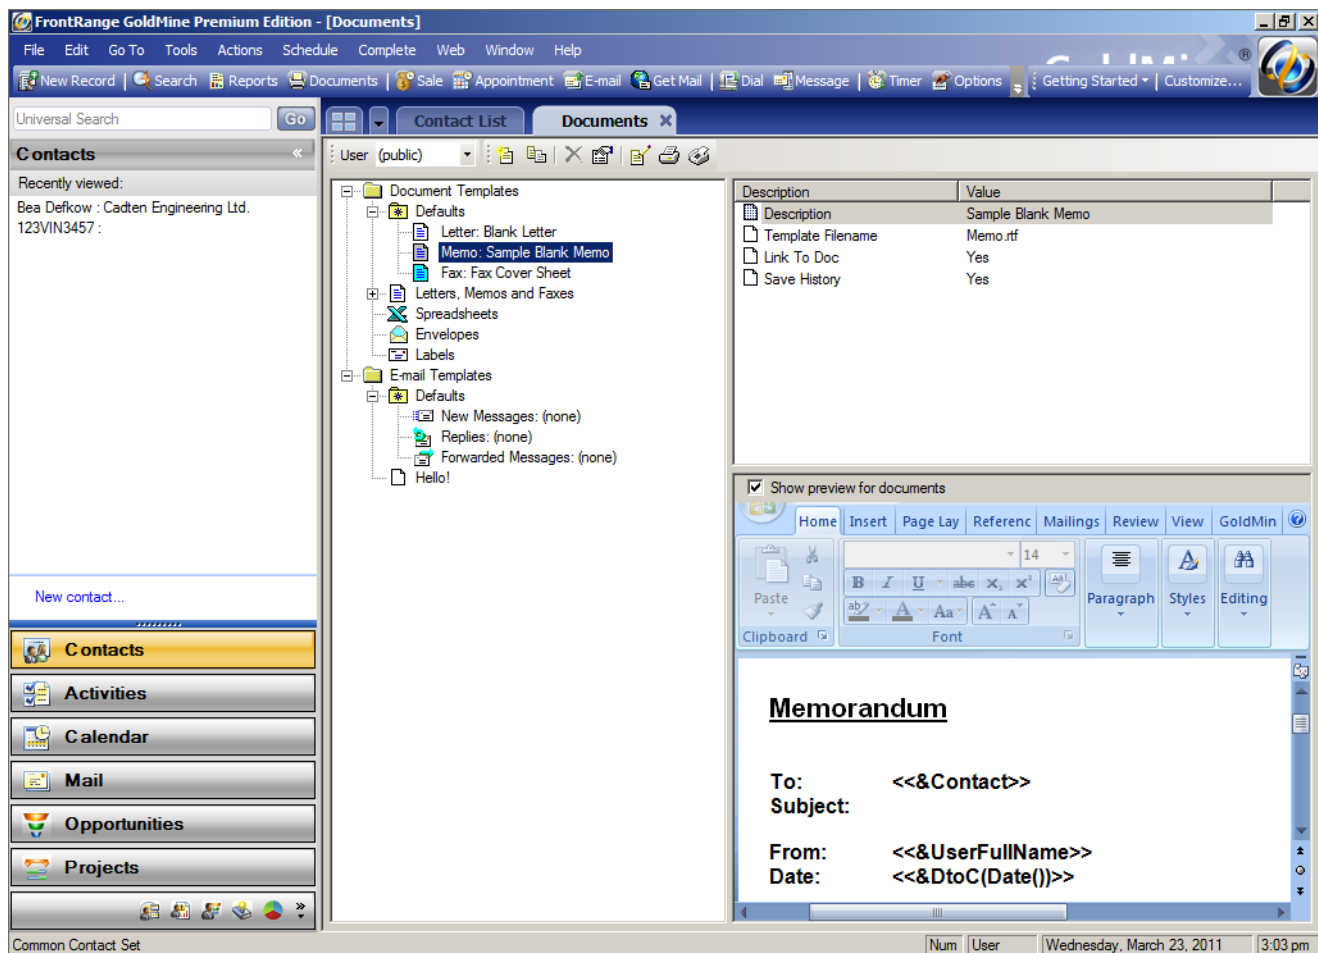 FrontRange GoldMine Premium Edition - [Documents]
File Edit Go To Tools Actions Schedule Complete Web Window Help
New Record Search Reports Documents Sale Appointment E-mail Get Mail Dial Message Timer Options Getting Started Customize...
Universal Search Go
Contact List Documents
Contacts
User (public)
Recently viewed:
Bea Defkow : Cadten Engineering Ltd.
123VIN3457 :
New contact...
Contacts
Activities
Calendar
Mail
Opportunities
Projects
Document Templates
Defaults
Letter: Blank Letter
Memo: Sample Blank Memo
Fax: Fax Cover Sheet
Letters, Memos and Faxes
Spreadsheets
Envelopes
Labels
E-mail Templates
Defaults
New Messages: (none)
Replies: (none)
Forwarded Messages: (none)
Hello!
Description Value
Description Sample Blank Memo
Template Filename Memo.rtf
Link To Doc Yes
Save History Yes
Show preview for documents
Home Insert Page Lay Referenc Mailings Review View GoldMin
14
B I U abe x₂ x²
Paste
ab A Aa A A
Paragraph Styles Editing
Clipboard Font
Memorandum
To: <<&Contact>>
Subject:
From: <<&UserFullName>>
Date: <<&DtoC(Date())>>
Common Contact Set Num User Wednesday, March 23, 2011 3:03 pm